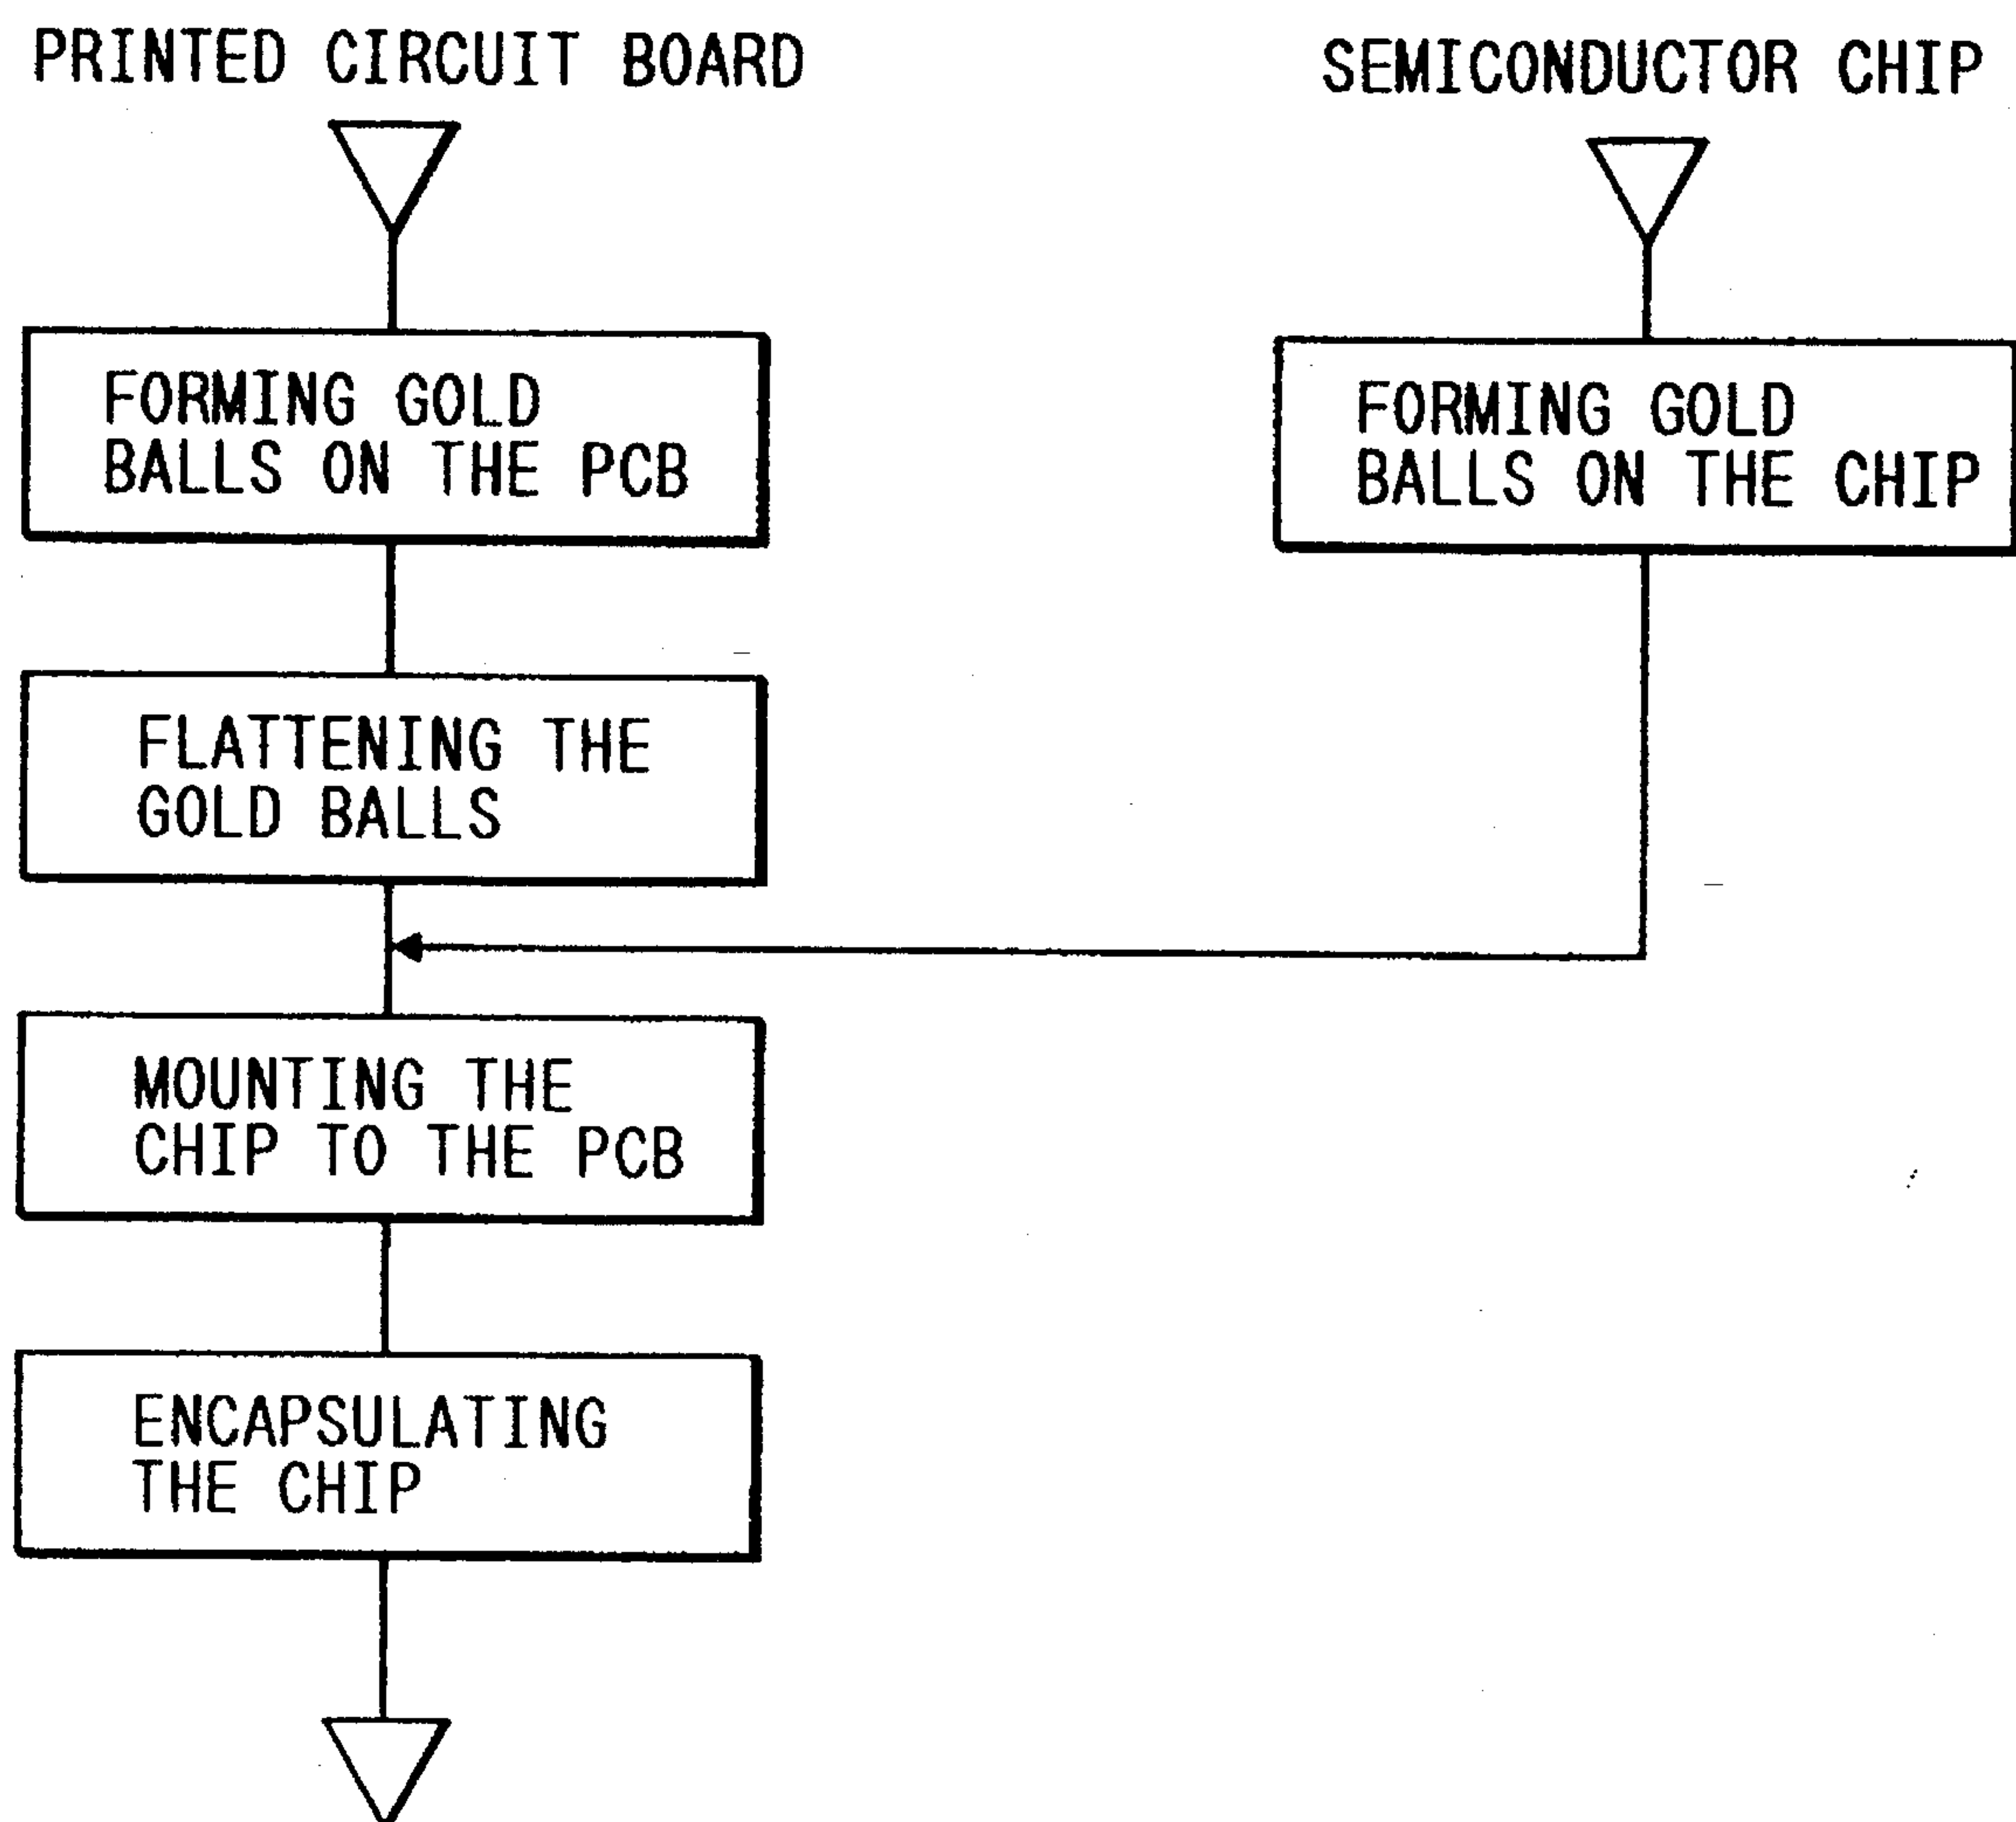 PRINTED CIRCUIT BOARD
SEMICONDUCTOR CHIP
FORMING GOLD
BALLS ON THE PCB
FORMING GOLD
BALLS ON THE CHIP
FLATTENING THE
GOLD BALLS
MOUNTING THE
CHIP TO THE PCB
ENCAPSULATING
THE CHIP